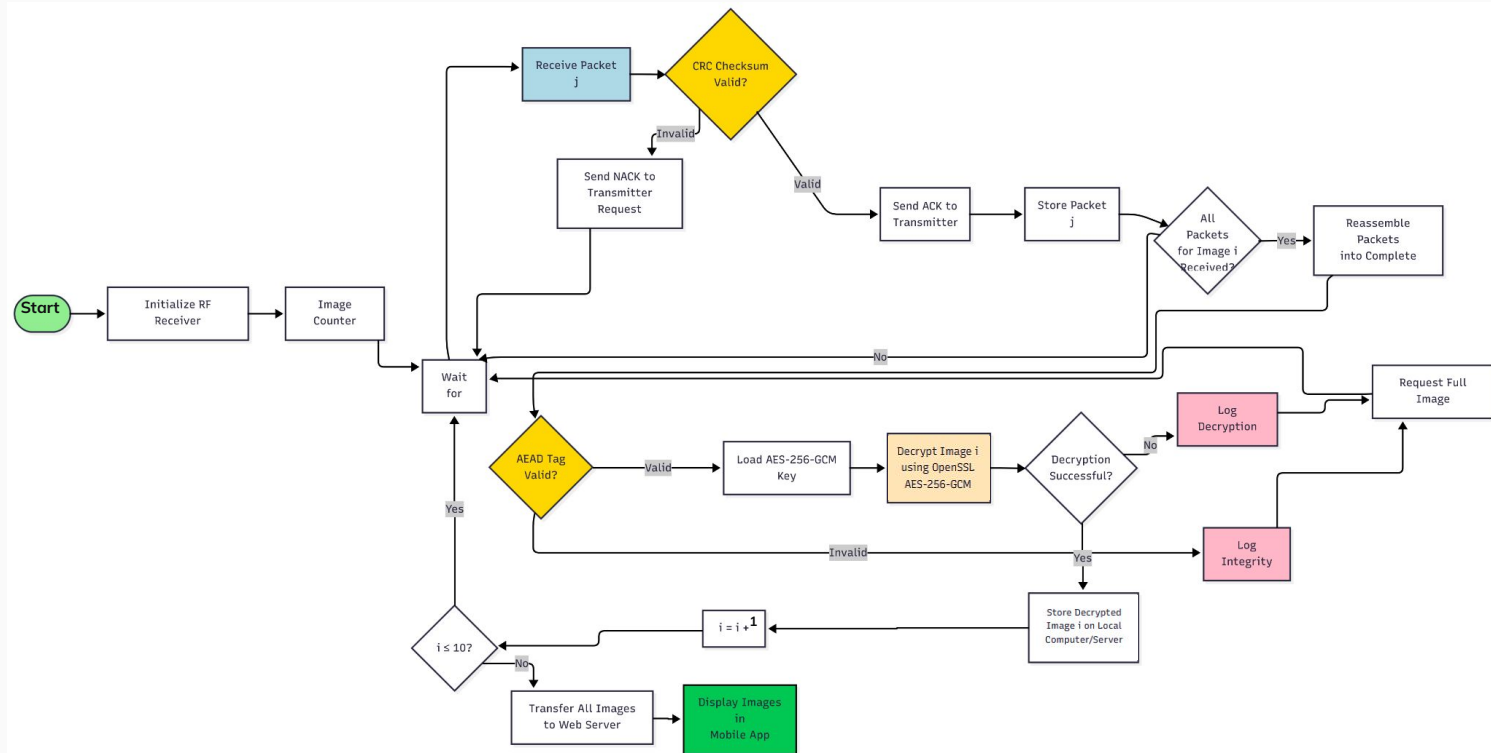 Receive Packet
j
CRC Checksum
Valid?
Invalid
Send NACK to
Transmitter
Request
Valid
Send ACK to
Transmitter
Store Packet
j
All
Packets
for Image i
Received?
Yes
Reassemble
Packets
into Complete
Start
Initialize RF
Receiver
Image
Counter
Wait
for
No
Request Full
Image
Log
Decryption
No
AEAD Tag
Valid?
Valid
Load AES-256-GCM
Key
Decrypt Image i
using OpenSSL
AES-256-GCM
Decryption
Successful?
Yes
Invalid
Yes
Log
Integrity
Store Decrypted
Image i on Local
Computer/Server
i = i +1
i ≤ 10?
No
Transfer All Images
to Web Server
Display Images
in
Mobile App